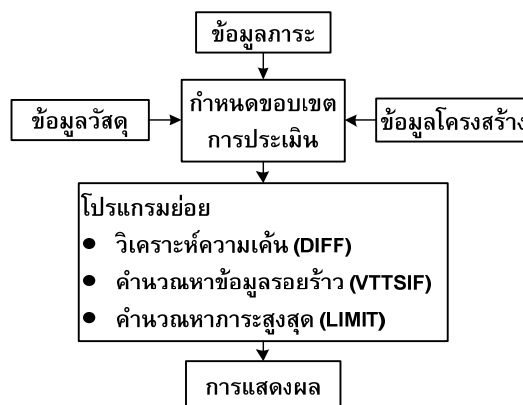 ข้อมูลภาระ
กำหนดขอบเขต
การประเมิน
ข้อมูลวัสดุ
ข้อมูลโครงสร้าง
โปรแกรมย่อย
● วิเคราะห์ความเค้น (DIFF)
● คำนวณหาข้อมูลรอยร้าว (VTTSIF)
● คำนวณหาภาระสูงสุด (LIMIT)
การแสดงผล